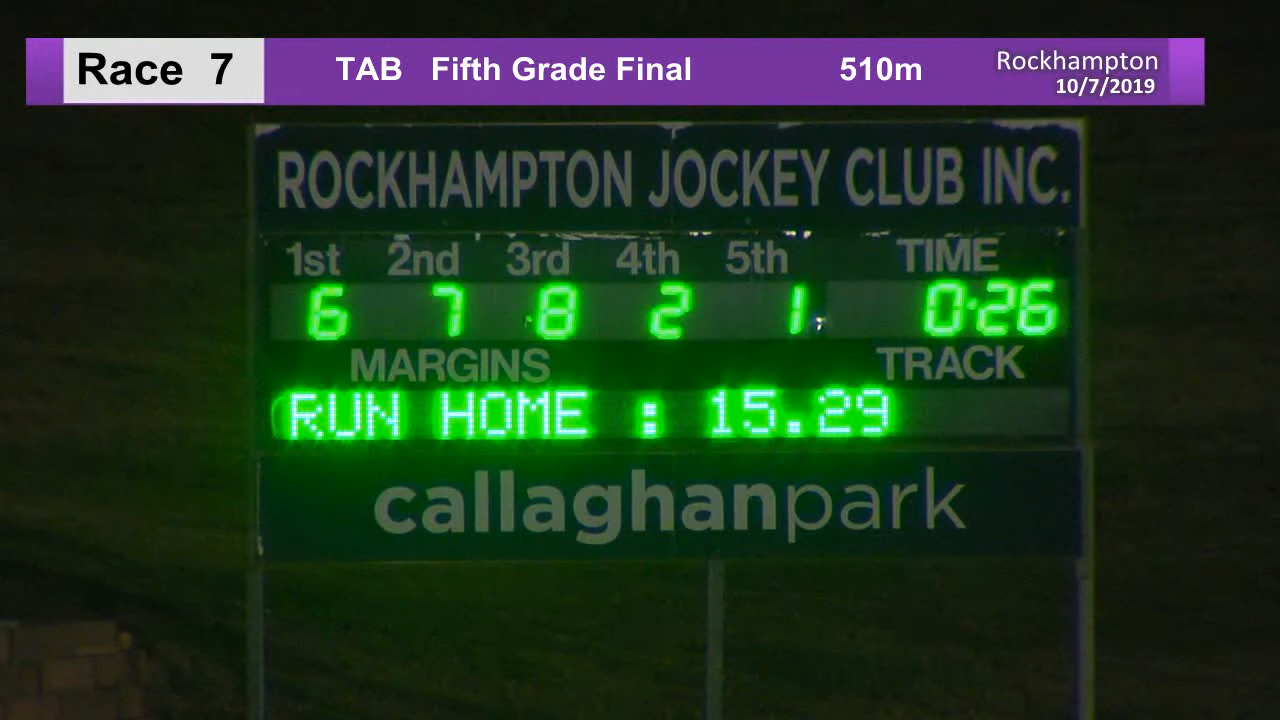 Race 7 TAB Fifth Grade Final 510m Rockhampton
10/7/2019
ROCKHAMPTON JOCKEY CLUB INC.
1st 2nd 3rd 4th 5th TIME
6 7 8 2 1 0:26
MARGINS TRACK
RUN HOME : 15.29
callaghanpark